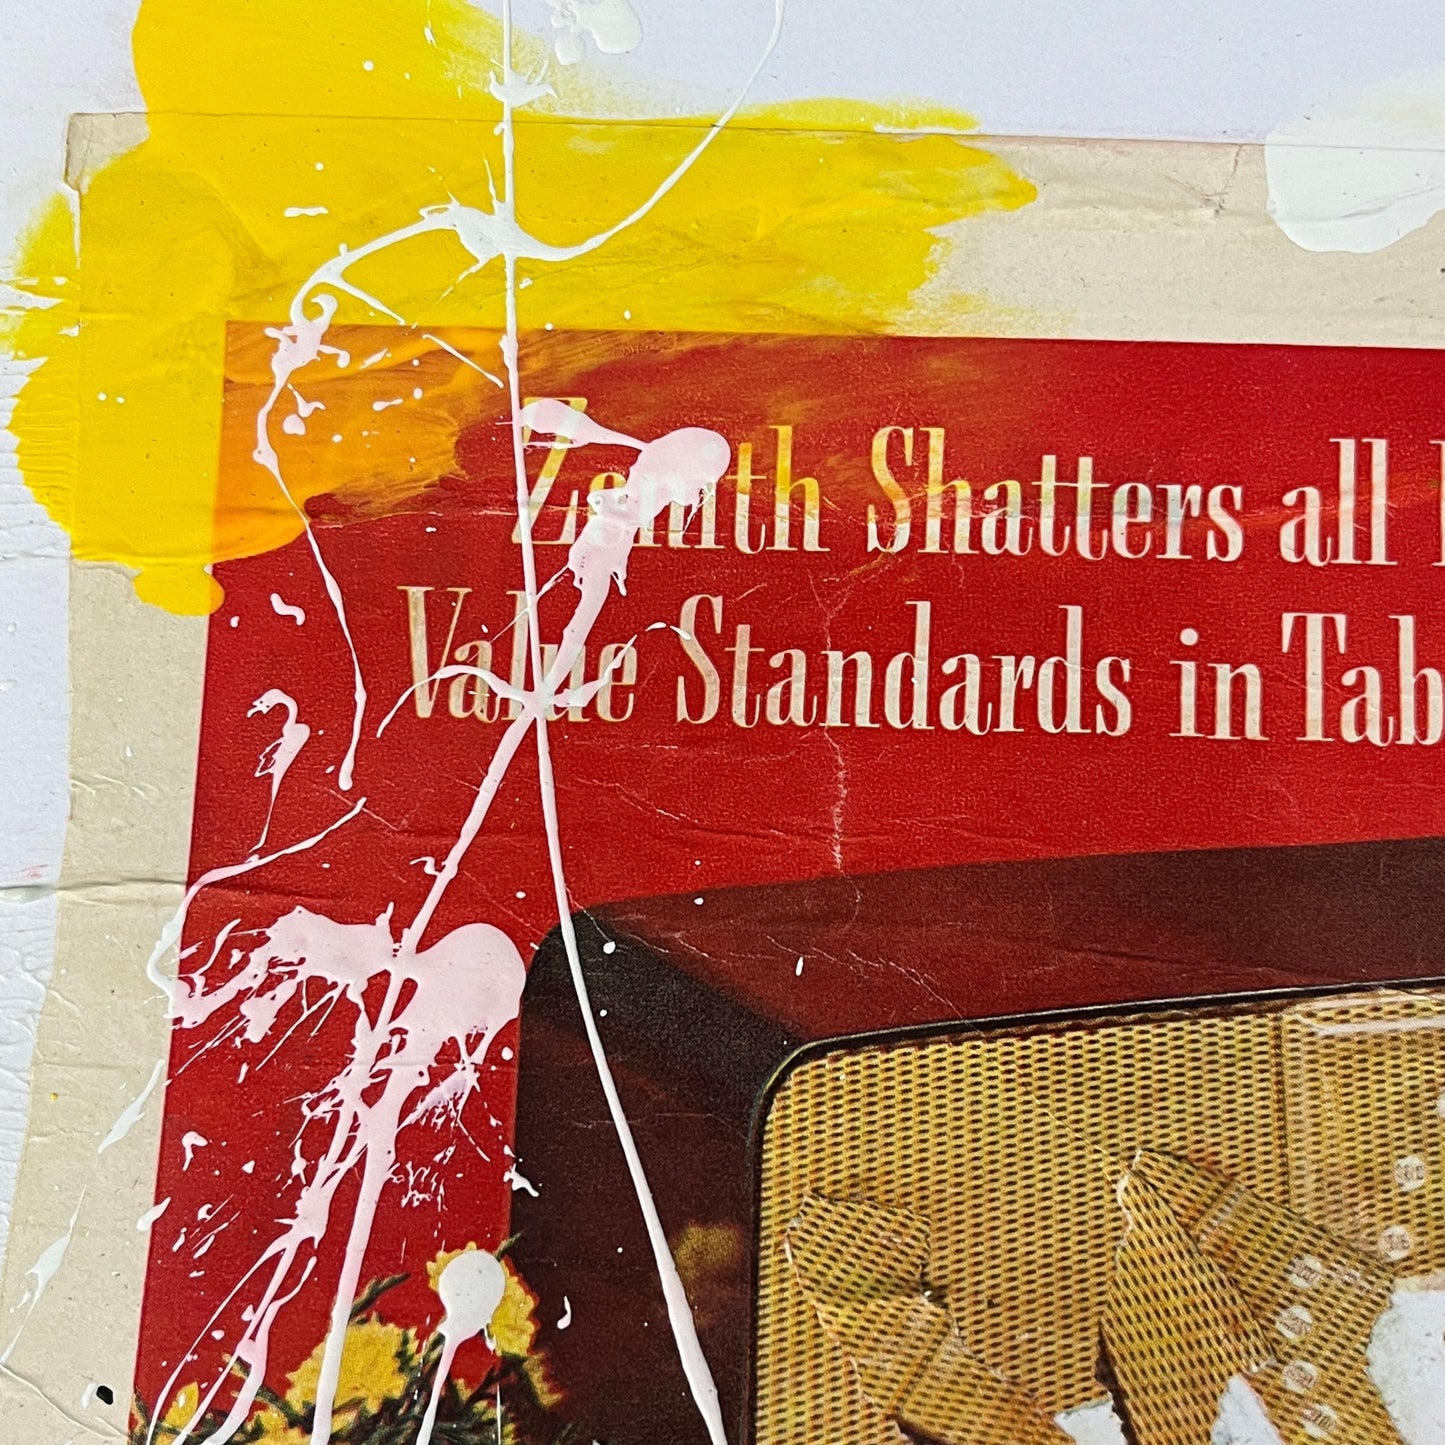 Zenith Shatters all
Value Standards in Tab